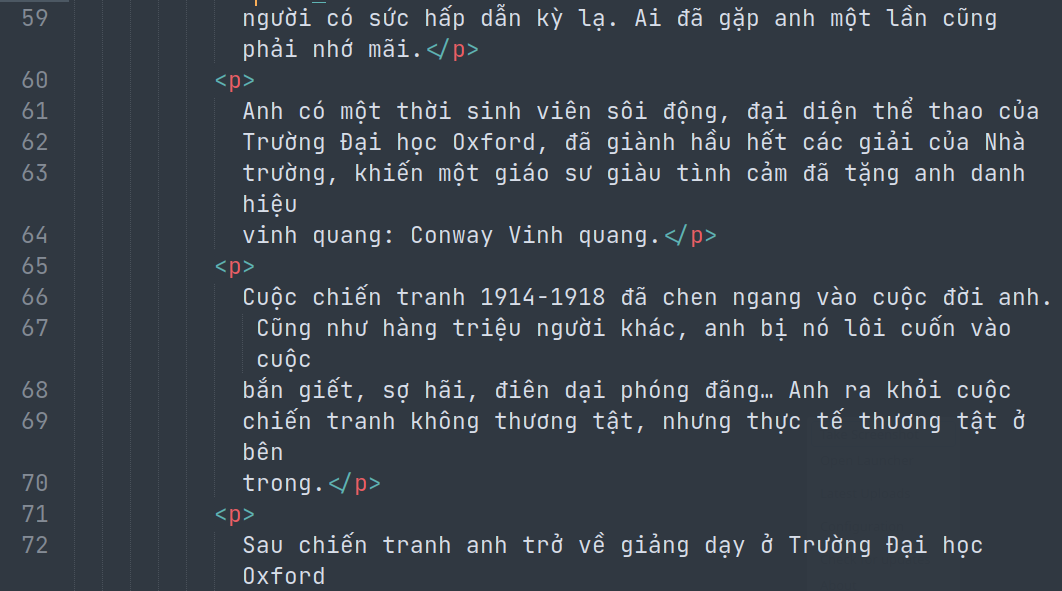 59 người có sức hấp dẫn kỳ lạ. Ai đã gặp anh một lần cũng
phải nhớ mãi.</p>
60 <p>
61 Anh có một thời sinh viên sôi động, đại diện thể thao của
62 Trường Đại học Oxford, đã giành hầu hết các giải của Nhà
63 trường, khiến một giáo sư giàu tình cảm đã tặng anh danh
hiệu
64 vinh quang: Conway Vinh quang.</p>
65 <p>
66 Cuộc chiến tranh 1914-1918 đã chen ngang vào cuộc đời anh.
67 Cũng như hàng triệu người khác, anh bị nó lôi cuốn vào
cuộc
68 bắn giết, sợ hãi, điên dại phóng đãng… Anh ra khỏi cuộc
69 chiến tranh không thương tật, nhưng thực tế thương tật ở
bên
70 trong.</p>
71 <p>
72 Sau chiến tranh anh trở về giảng dạy ở Trường Đại học
Oxford